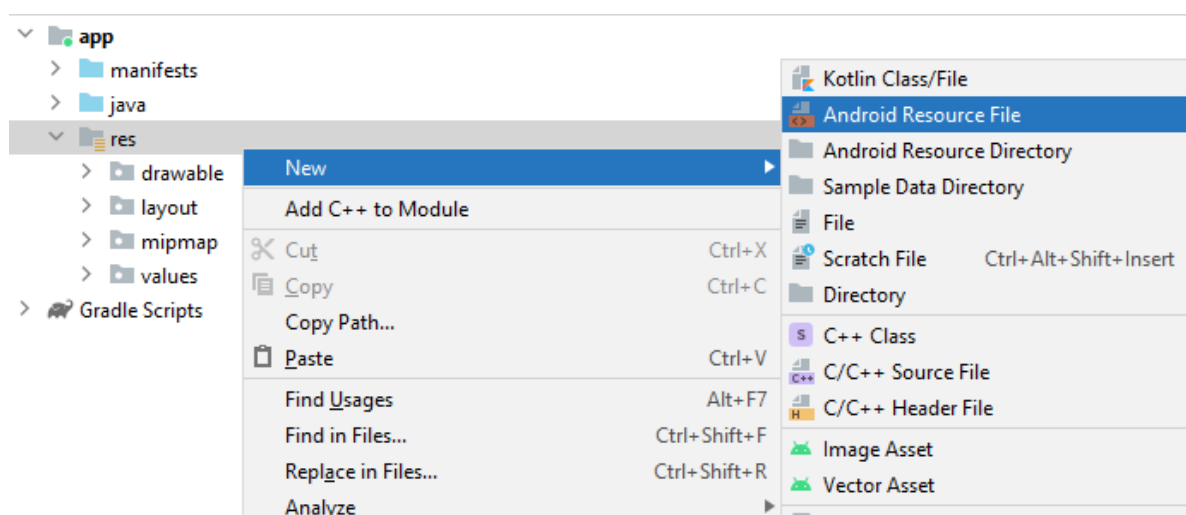 app
manifests
java
res
drawable
layout
mipmap
values
Gradle Scripts
New
Add C++ to Module
Cut Ctrl+X
Copy Ctrl+C
Copy Path...
Paste Ctrl+V
Find Usages Alt+F7
Find in Files... Ctrl+Shift+F
Replace in Files... Ctrl+Shift+R
Analyze
Kotlin Class/File
Android Resource File
Android Resource Directory
Sample Data Directory
File
Scratch File Ctrl+Alt+Shift+Insert
Directory
S C++ Class
C++ C/C++ Source File
H C/C++ Header File
Image Asset
Vector Asset